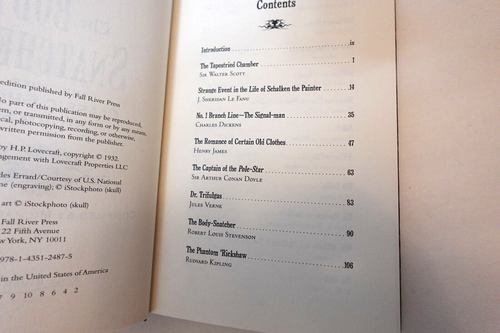 edition published by Fall River Press
No part of this publication may be reproduced,
em, or transmitted, in any form or by any means,
cal, photocopying, recording, or otherwise,
written permission from the publisher.
by H.P. Lovecraft, copyright © 1932.
ngement with Lovecraft Properties LLC
les Errard/Courtesy of U.S. National
ne (engraving); © iStockphoto (skull)
art © iStockphoto (skull)
Fall River Press
22 Fifth Avenue
New York, NY 10011
978-1-4351-2487-5
in the United States of America
7 9 10 8 6 4 2
Contents
Introduction ix
The Tapestried Chamber 1
Sir Walter Scott
Strange Event in the Life of Schalken the Painter 14
J. Sheridan Le Fanu
No. 1 Branch Line—The Signal-man 35
Charles Dickens
The Romance of Certain Old Clothes 47
Henry James
The Captain of the Pole-Star 63
Sir Arthur Conan Doyle
Dr. Trifulgas 83
Jules Verne
The Body-Snatcher 90
Robert Louis Stevenson
The Phantom 'Rickshaw 106
Rudyard Kipling